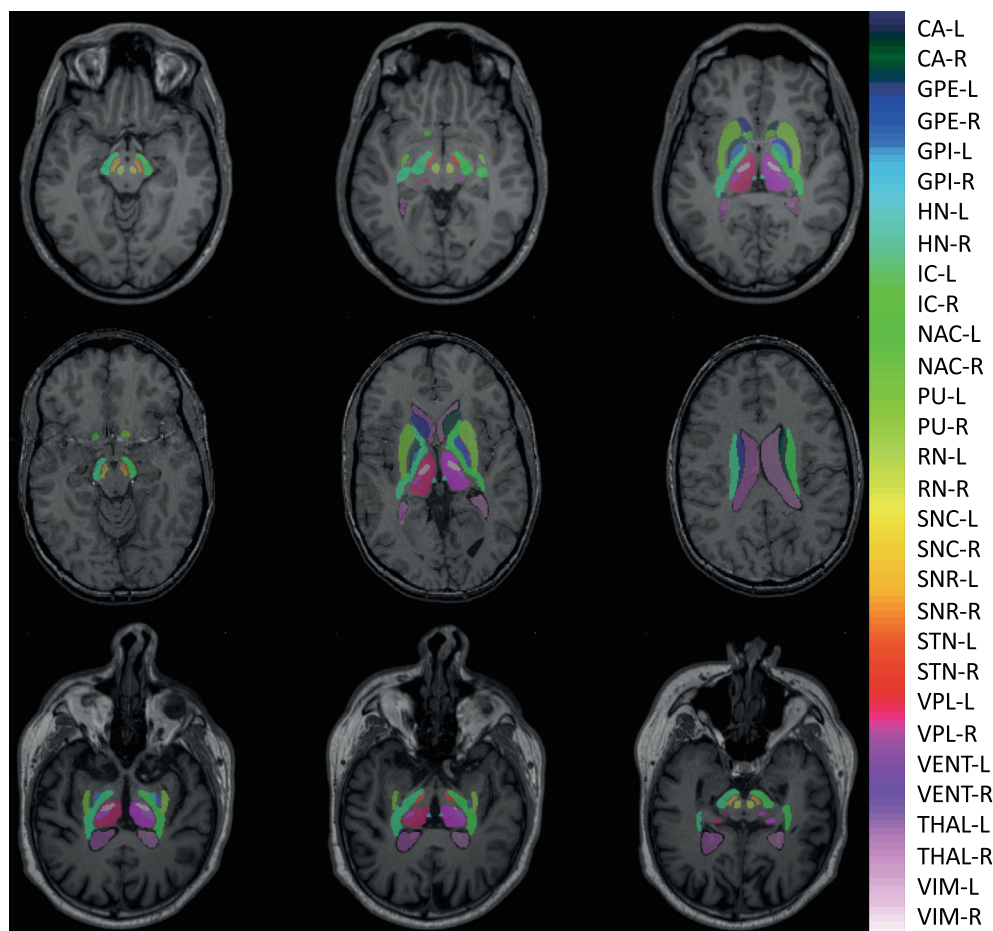 CA-L
CA-R
GPE-L
GPE-R
GPI-L
GPI-R
HN-L
HN-R
IC-L
IC-R
NAC-L
NAC-R
PU-L
PU-R
RN-L
RN-R
SNC-L
SNC-R
SNR-L
SNR-R
STN-L
STN-R
VPL-L
VPL-R
VENT-L
VENT-R
THAL-L
THAL-R
VIM-L
VIM-R